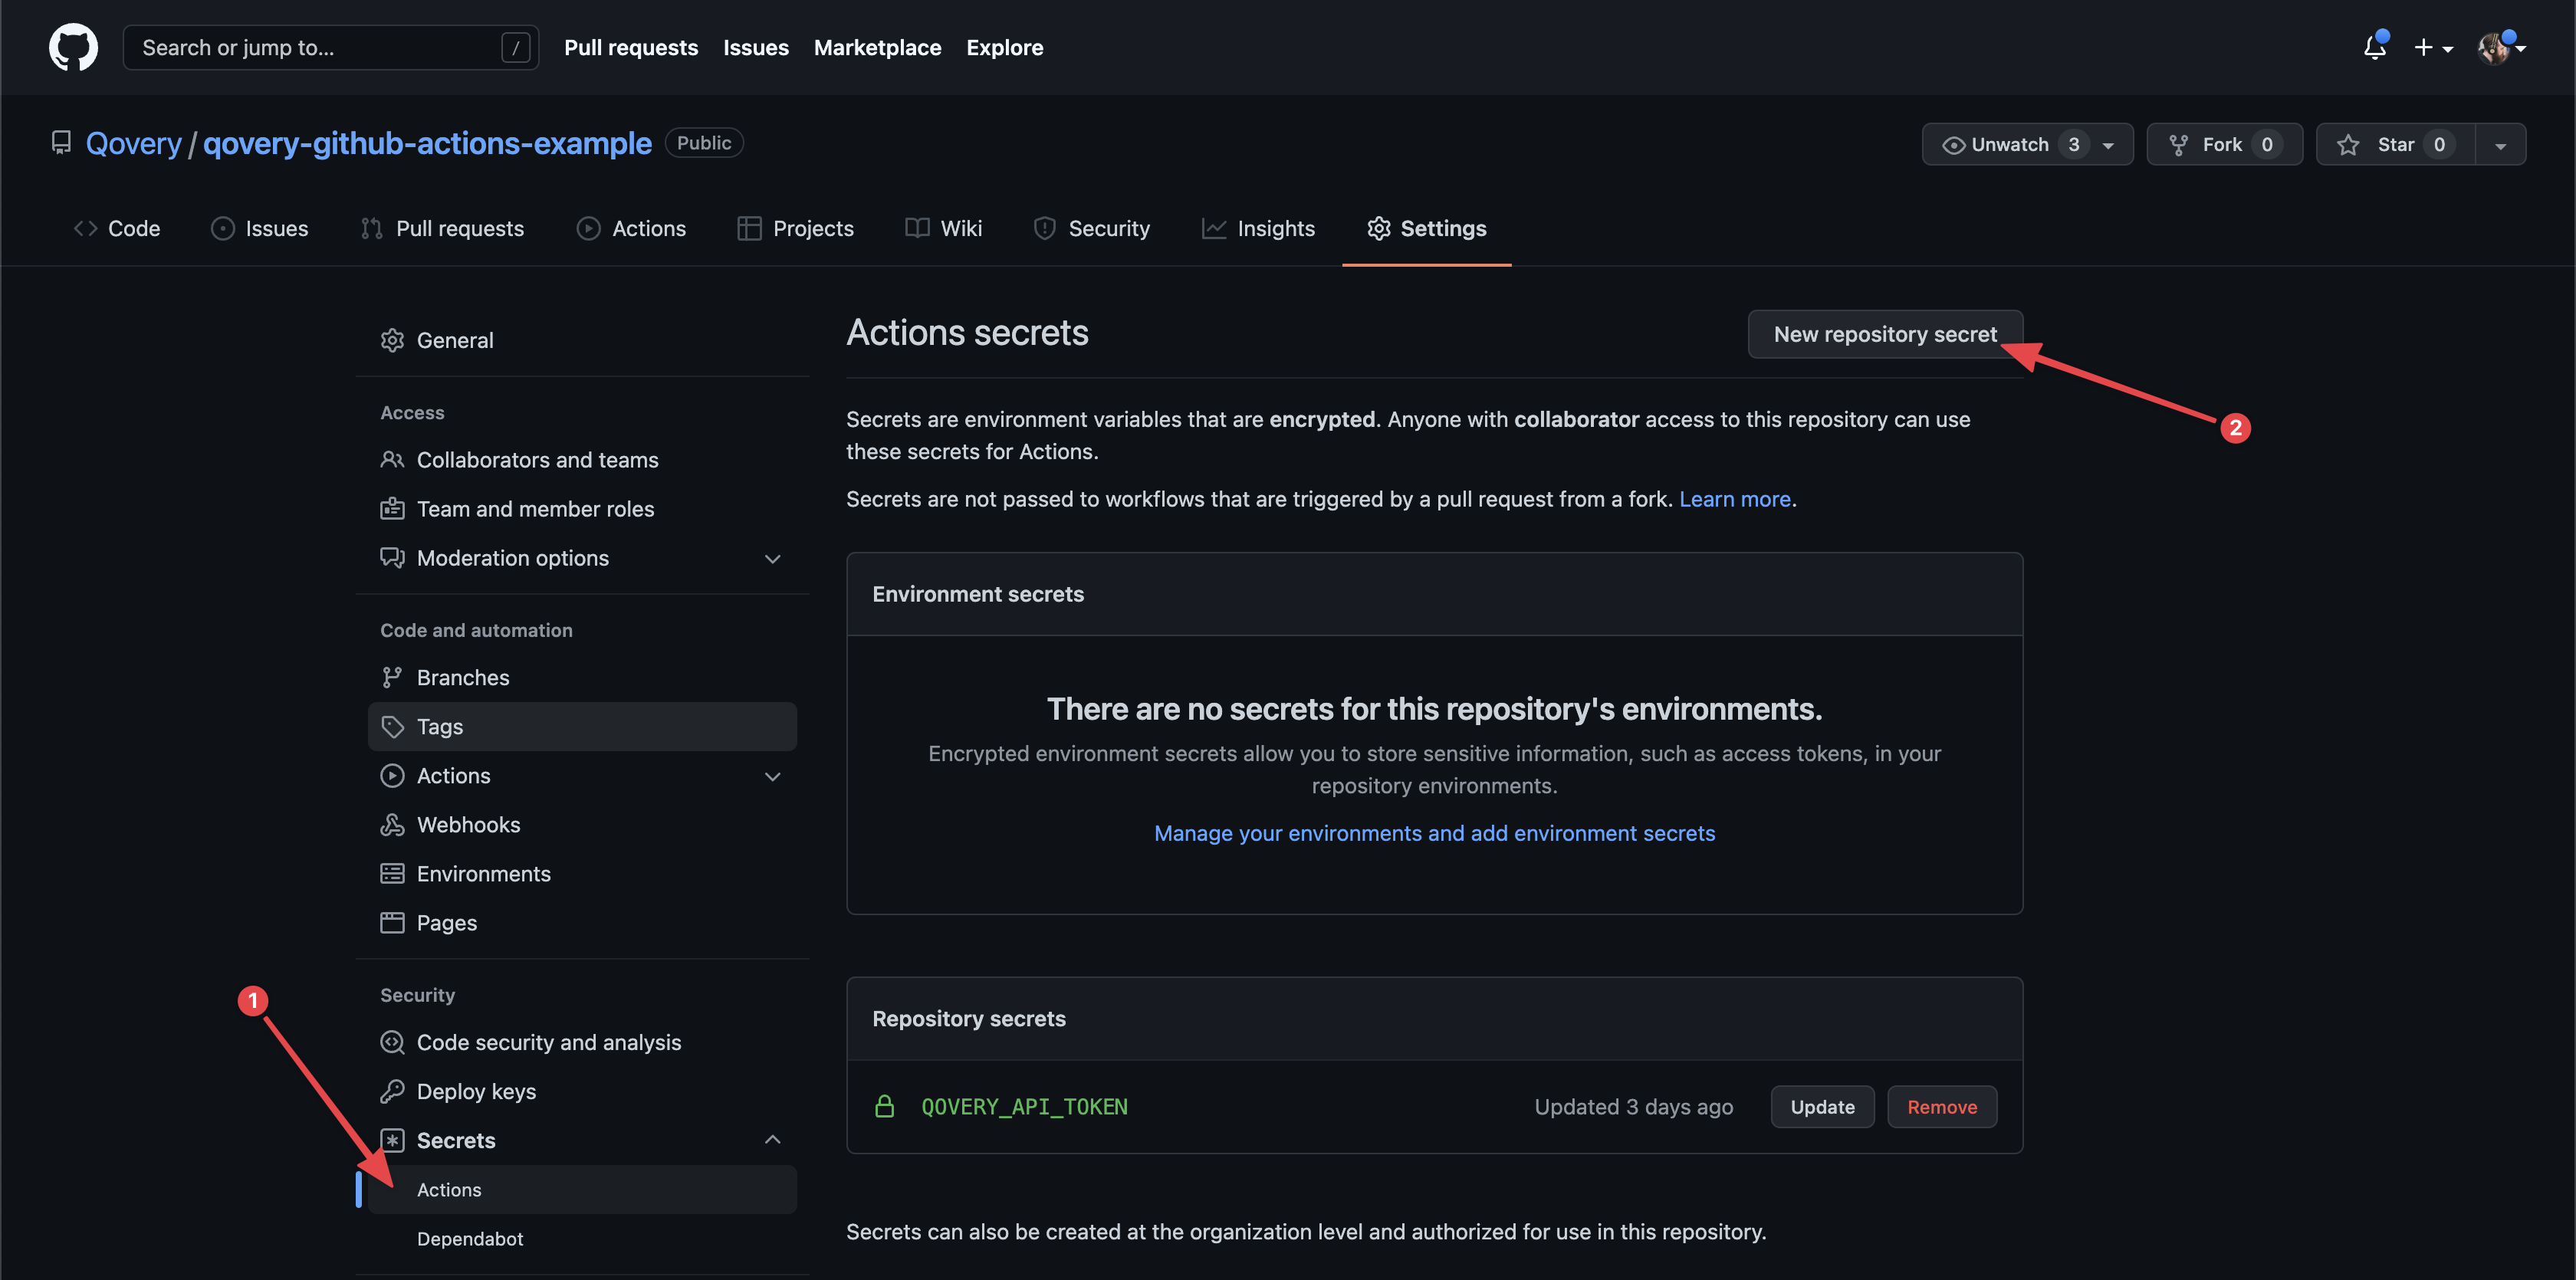 Search or jump to... /
Pull requests Issues Marketplace Explore
Qovery / qovery-github-actions-example Public
Unwatch 3 Fork 0 Star 0
Code Issues Pull requests Actions Projects Wiki Security Insights Settings
General
Access
Collaborators and teams
Team and member roles
Moderation options
Code and automation
Branches
Tags
Actions
Webhooks
Environments
Pages
Security
1
Code security and analysis
Deploy keys
Secrets
Actions
Dependabot
Actions secrets
New repository secret
2
Secrets are environment variables that are encrypted. Anyone with collaborator access to this repository can use
these secrets for Actions.
Secrets are not passed to workflows that are triggered by a pull request from a fork. Learn more.
Environment secrets
There are no secrets for this repository's environments.
Encrypted environment secrets allow you to store sensitive information, such as access tokens, in your
repository environments.
Manage your environments and add environment secrets
Repository secrets
QOVERY_API_TOKEN Updated 3 days ago Update Remove
Secrets can also be created at the organization level and authorized for use in this repository.